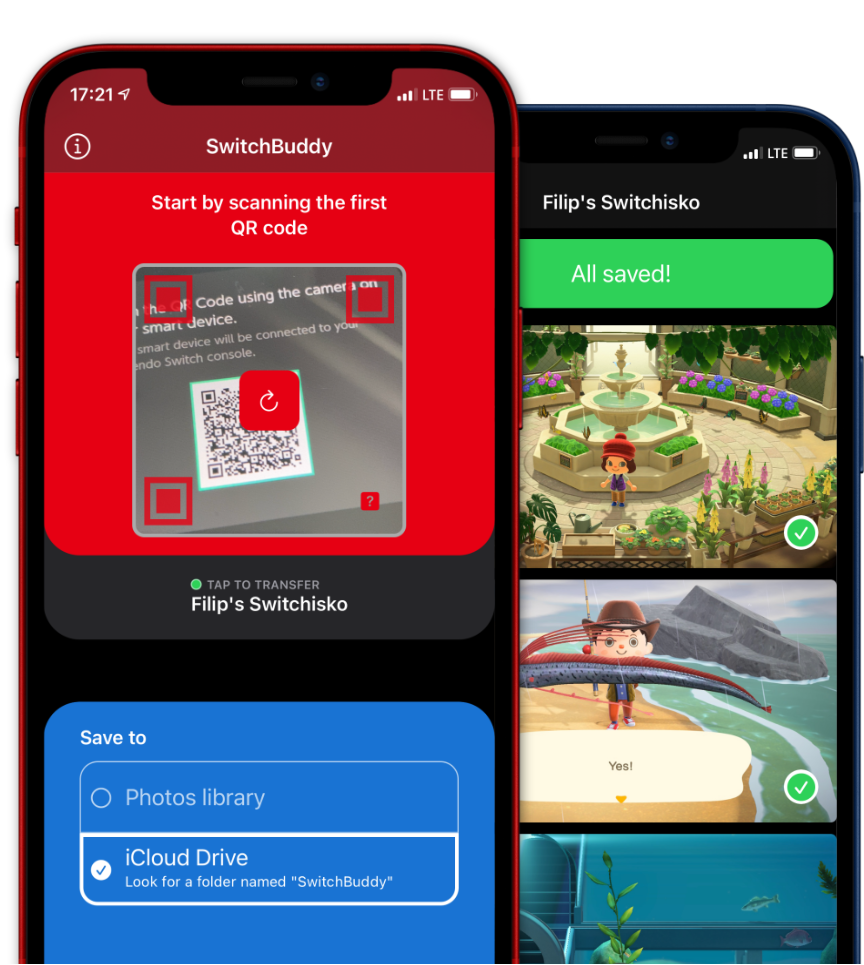 17:21
LTE
SwitchBuddy
Start by scanning the first
QR code
the QR Code using the camera on
smart device.
smart device will be connected to your
endo Switch console.
?
TAP TO TRANSFER
Filip's Switchisko
Save to
Photos library
iCloud Drive
Look for a folder named "SwitchBuddy"
LTE
Filip's Switchisko
All saved!
Yes!